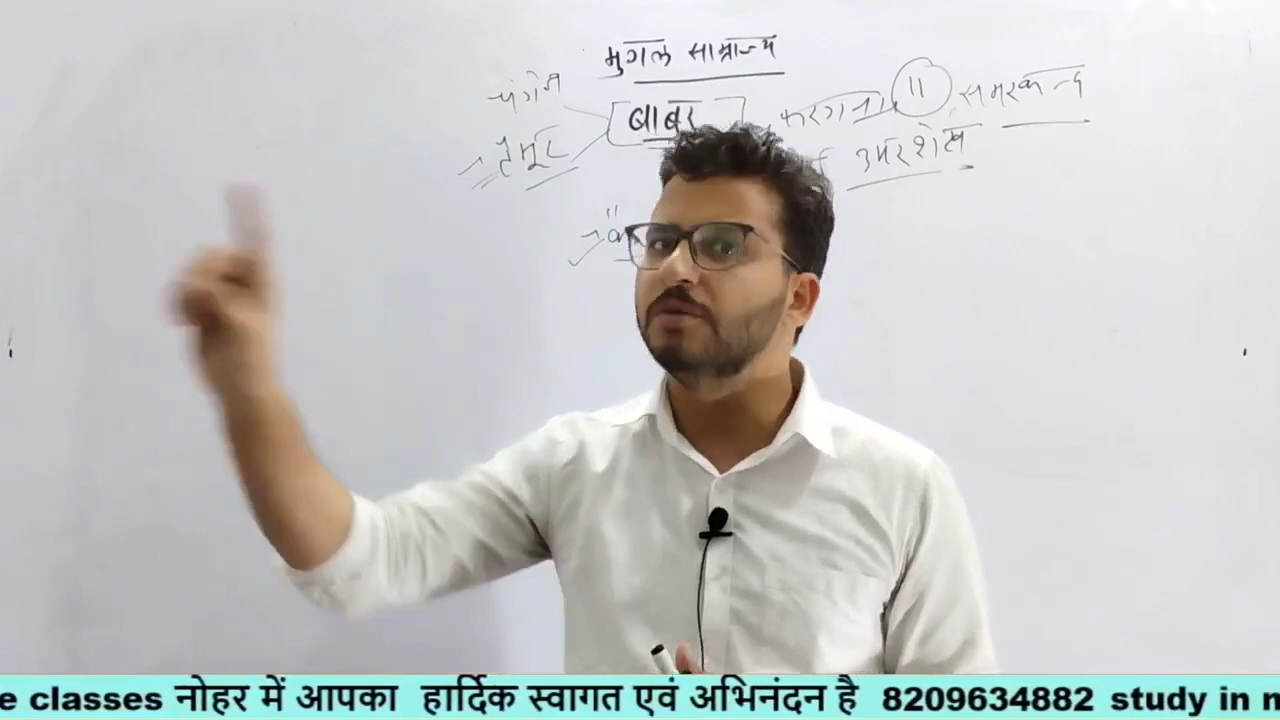 मुगल साम्राज्य
चंगेज
[बाबर] फरगना 11 समरकन्द
→ तैमूर
उमरशेख
e classes नोहर में आपका हार्दिक स्वागत एवं अभिनंदन है 8209634882 study in n